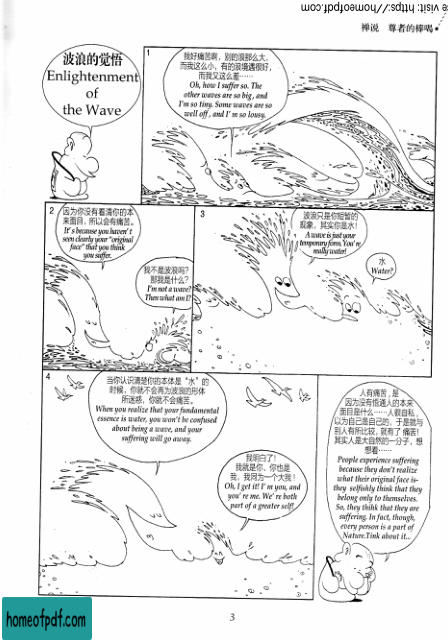 ve visit: https://homeofpdf.com
禅说 尊者的棒喝
波浪的觉悟
Enlightenment
of
the Wave
1
我好痛苦啊，别的浪那么大，
而我这么小，有的浪境遇很好，
而我又这么差……
Oh, how I suffer so. The
other waves are so big, and
I'm so tiny. Some waves are so
well off, and I' m so lousy.
2
因为你没有看清你的本
来面目，所以会有痛苦。
It' s because you haven't
seen clearly your "original
face" that you think
you suffer.
我不是波浪吗？
那我是什么？
I'm not a wave?
Then what am I?
3
波浪只是你短暂的
现象，其实你是水！
A wave is just your
temporary form. You're
really water!
水
Water?
4
当你认识清楚你的本体是“水”的
时候，你就不会再为波浪的形体
所迷惑，你就不会痛苦。
When you realize that your fundamental
essence is water, you won't be confused
about being a wave, and your
suffering will go away.
我明白了！
我就是你，你也是
我，我同为一个大我！
Oh, I get it! I' m you, and
you' re me. We' re both
part of a greater self!
人有痛苦，是
因为没有悟通人的本来
面目是什么……人很自私，
以为自己是自己的，于是就与
别人有所比较，就有了 痛苦！
其实人是大自然的一分子，想
想看……
People experience suffering
because they don't realize
what their original face is-
they selfishly think that they
belong only to themselves.
So, they thihk that they are
suffering. In fact, though,
every person is a part of
Nature.Tink about it...
homeofpdf.com
3